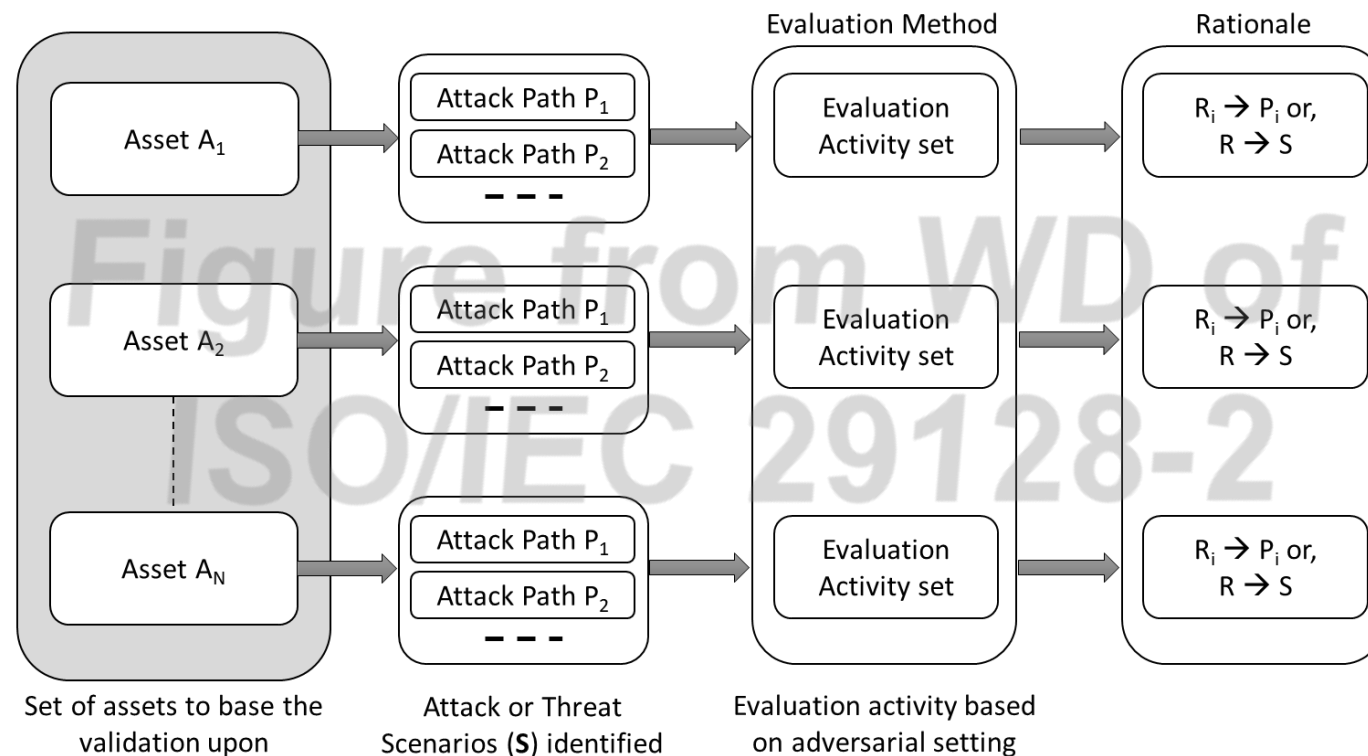 Evaluation Method
Rationale
Asset A₁
Attack Path P₁
Attack Path P₂
Evaluation
Activity set
Rᵢ → Pᵢ or,
R → S
Figure from WD of
Asset A₂
Attack Path P₁
Attack Path P₂
Evaluation
Activity set
Rᵢ → Pᵢ or,
R → S
ISO/IEC 29128-2
Asset A_N
Attack Path P₁
Attack Path P₂
Evaluation
Activity set
Rᵢ → Pᵢ or,
R → S
Set of assets to base the
validation upon
Attack or Threat
Scenarios (S) identified
Evaluation activity based
on adversarial setting